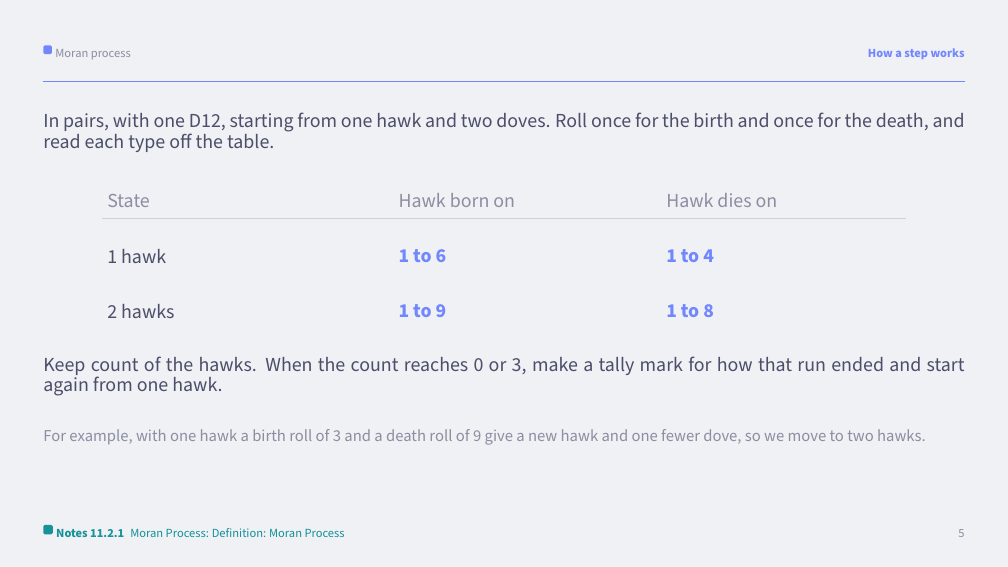 Moran process
How a step works
In pairs, with one D12, starting from one hawk and two doves. Roll once for the birth and once for the death, and
read each type off the table.
State Hawk born on Hawk dies on
1 hawk 1 to 6 1 to 4
2 hawks 1 to 9 1 to 8
Keep count of the hawks. When the count reaches 0 or 3, make a tally mark for how that run ended and start
again from one hawk.
For example, with one hawk a birth roll of 3 and a death roll of 9 give a new hawk and one fewer dove, so we move to two hawks.
Notes 11.2.1 Moran Process: Definition: Moran Process
5